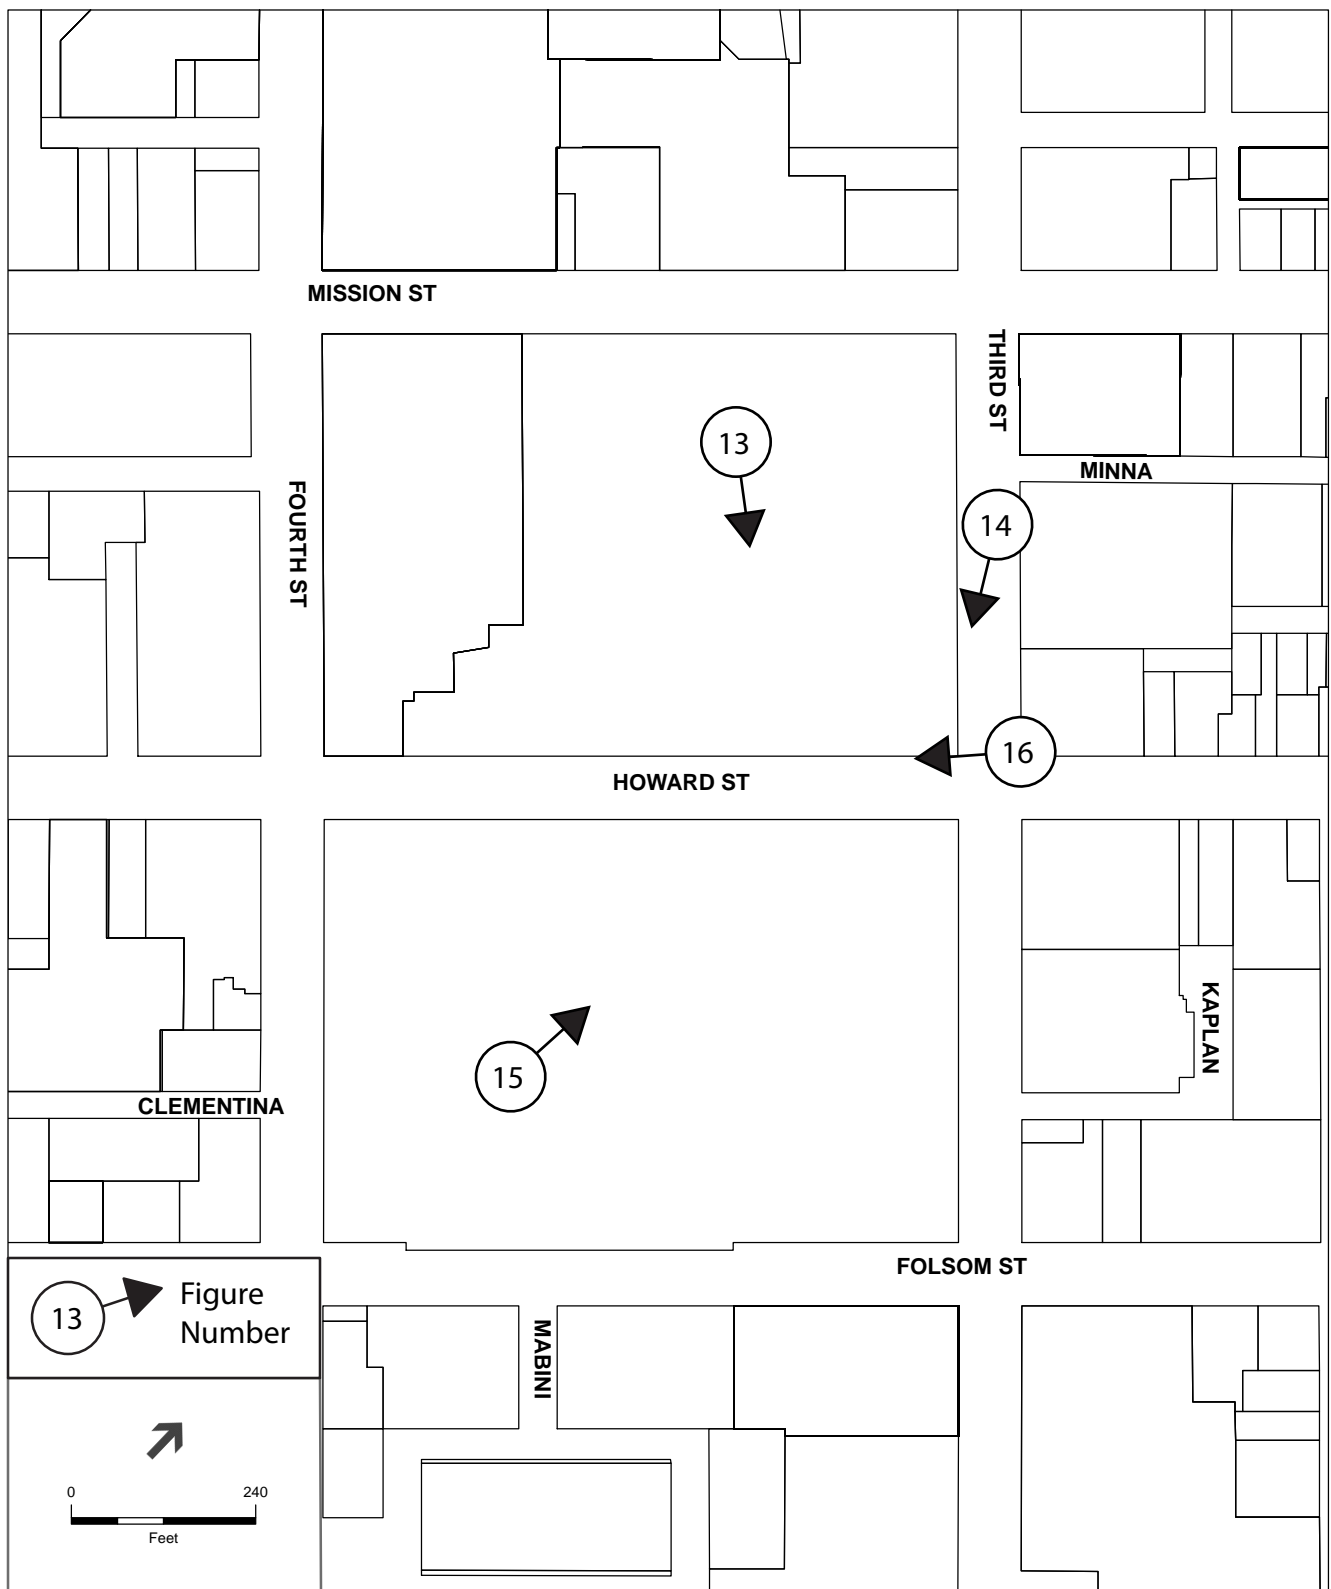 MISSION ST
THIRD ST
13
MINNA
FOURTH ST
14
16
HOWARD ST
KAPLAN
15
CLEMENTINA
FOLSOM ST
13
Figure
Number
MABINI
0 240
Feet